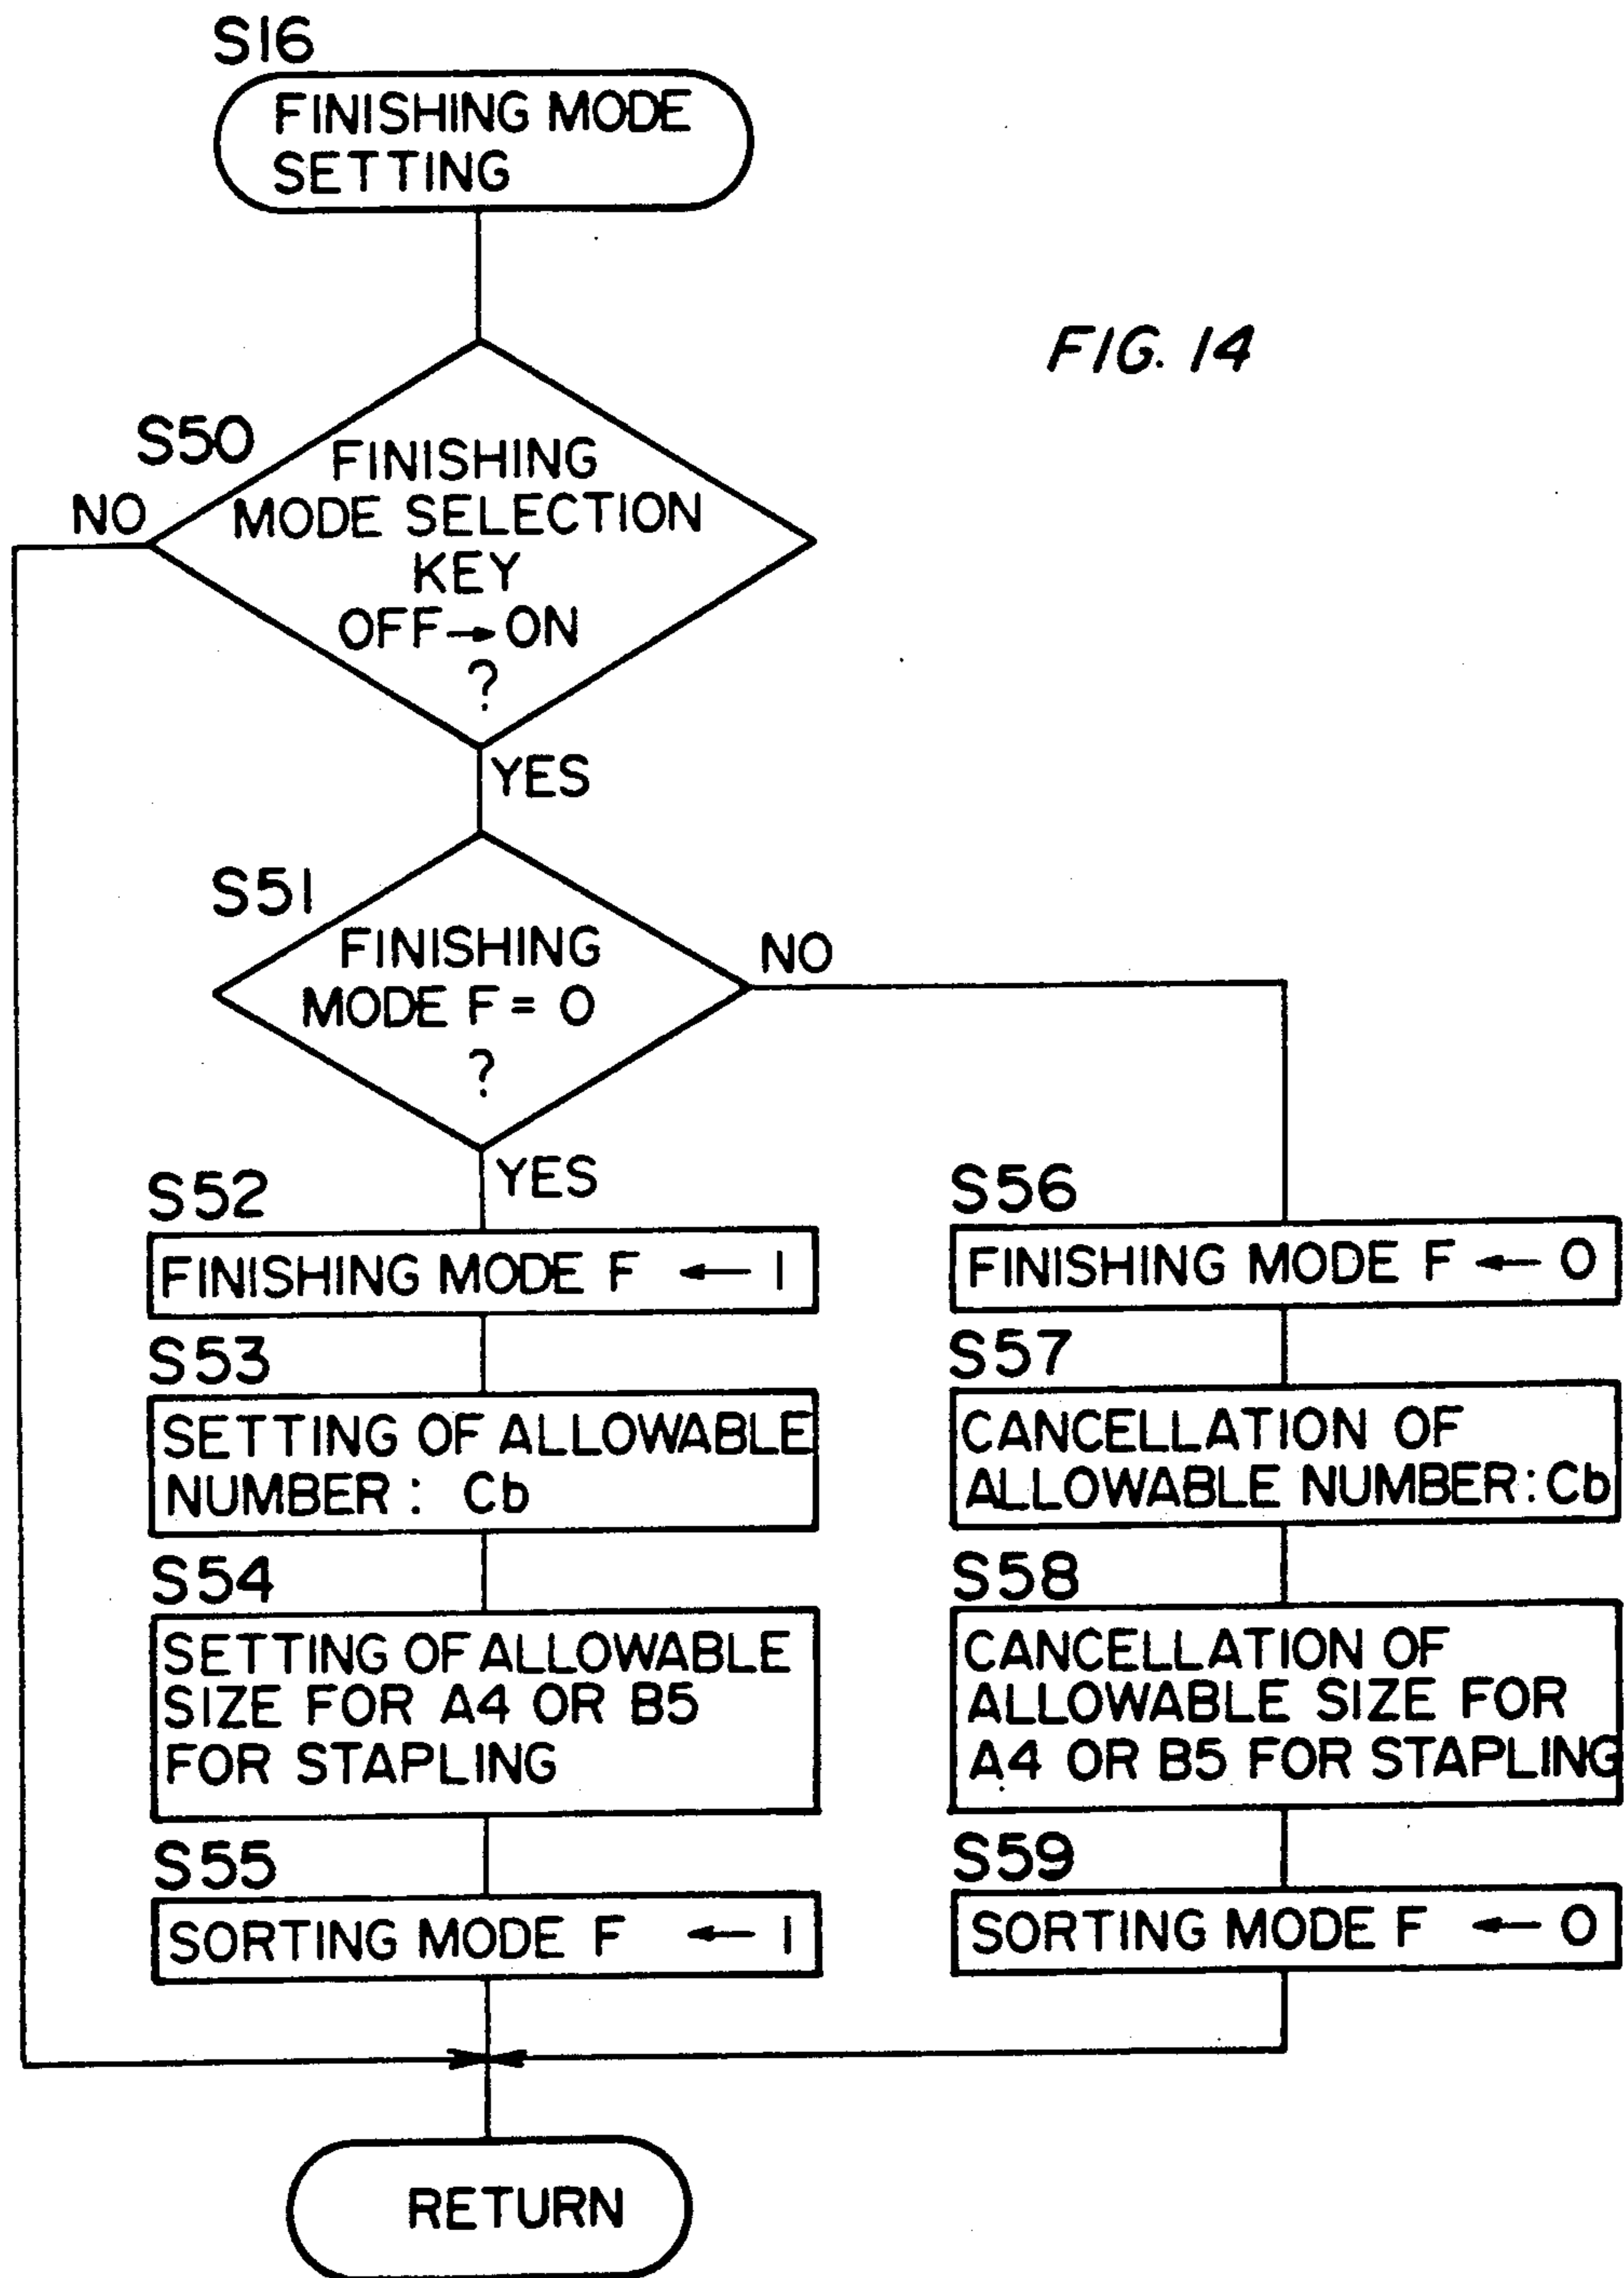 S16
FINISHING MODE
SETTING
FIG. 14
S50
FINISHING
MODE SELECTION
KEY
OFF→ON
?
NO
YES
S51
FINISHING
MODE F = 0
?
NO
YES
S52
FINISHING MODE F ← 1
S53
SETTING OF ALLOWABLE
NUMBER : Cb
S54
SETTING OF ALLOWABLE
SIZE FOR A4 OR B5
FOR STAPLING
S55
SORTING MODE F ← 1
S56
FINISHING MODE F ← 0
S57
CANCELLATION OF
ALLOWABLE NUMBER : Cb
S58
CANCELLATION OF
ALLOWABLE SIZE FOR
A4 OR B5 FOR STAPLING
S59
SORTING MODE F ← 0
RETURN